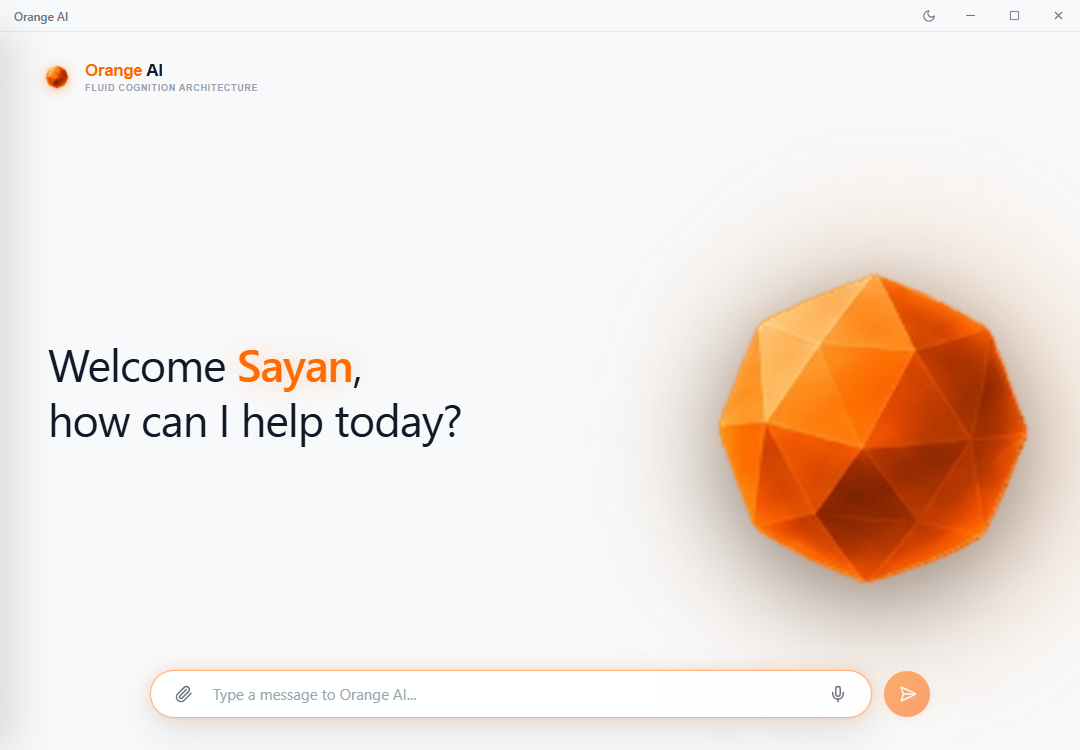 Orange AI
Orange AI
FLUID COGNITION ARCHITECTURE
Welcome Sayan,
how can I help today?
Type a message to Orange AI...